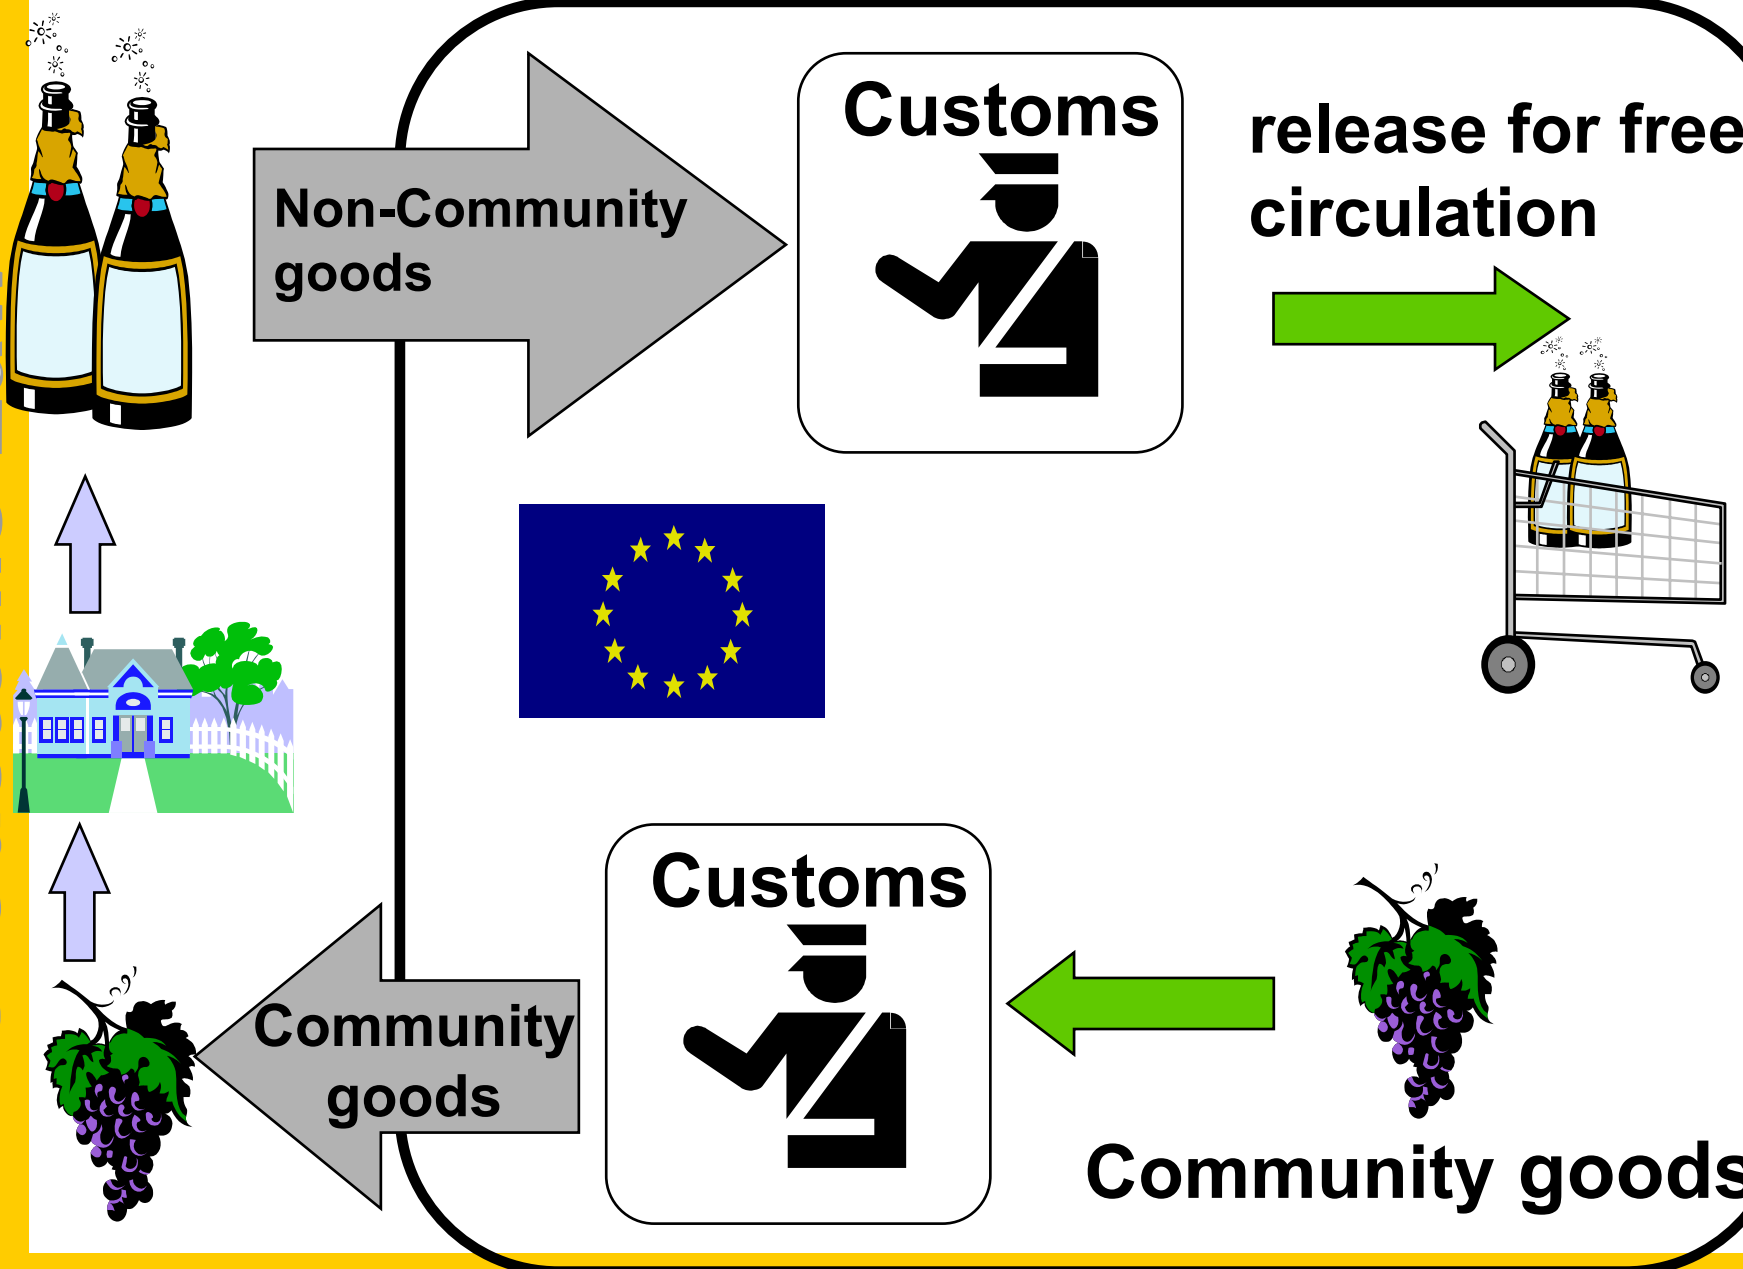 Customs
release for free
circulation
Non-Community
goods
Customs
Community
goods
Community goods